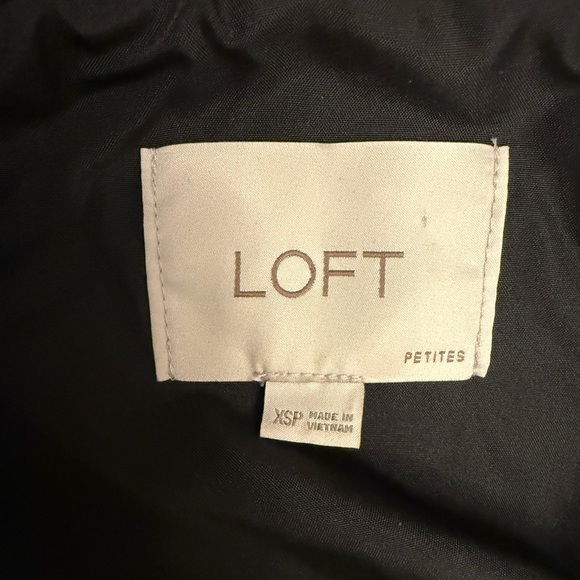 LOFT
PETITES
XSP MADE IN
VIETNAM